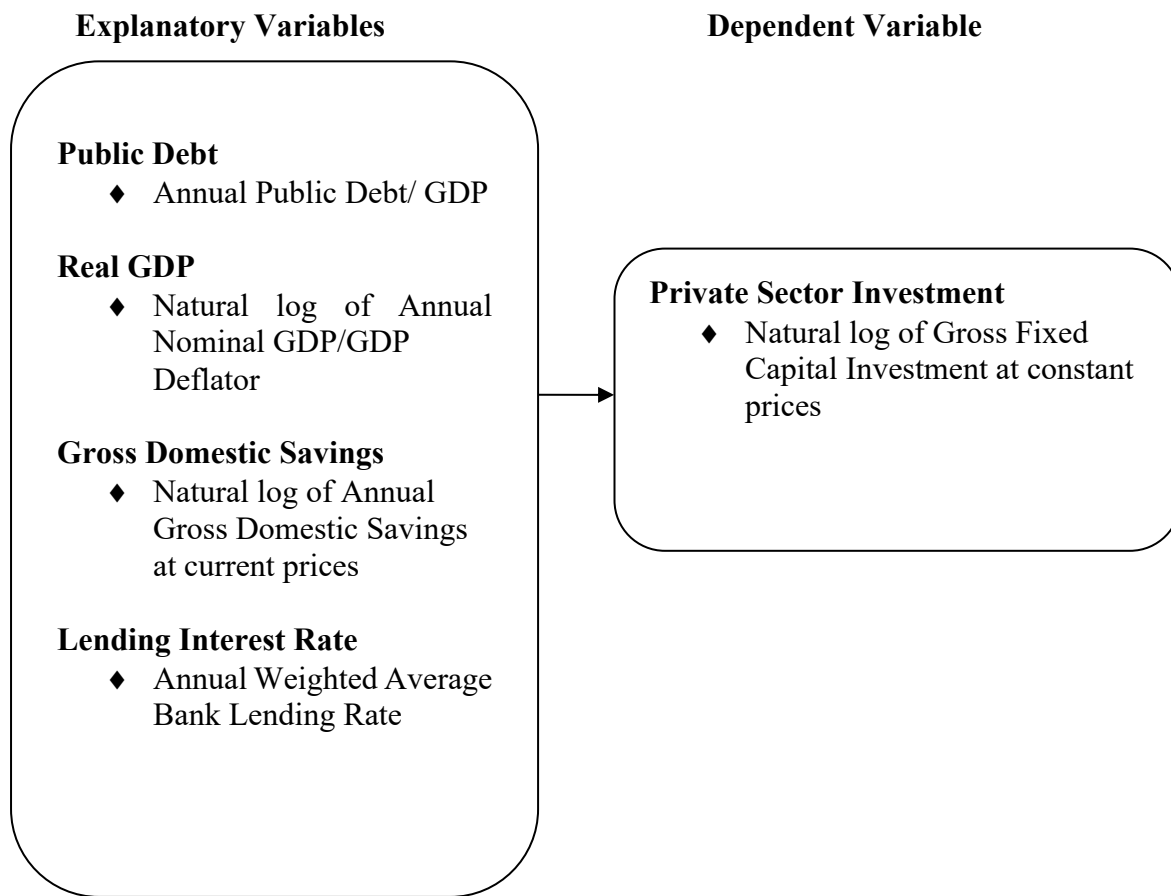 Explanatory Variables
Dependent Variable
Public Debt
♦ Annual Public Debt/ GDP
Real GDP
♦ Natural log of Annual
Nominal GDP/GDP
Deflator
Gross Domestic Savings
♦ Natural log of Annual
Gross Domestic Savings
at current prices
Lending Interest Rate
♦ Annual Weighted Average
Bank Lending Rate
Private Sector Investment
♦ Natural log of Gross Fixed
Capital Investment at constant
prices